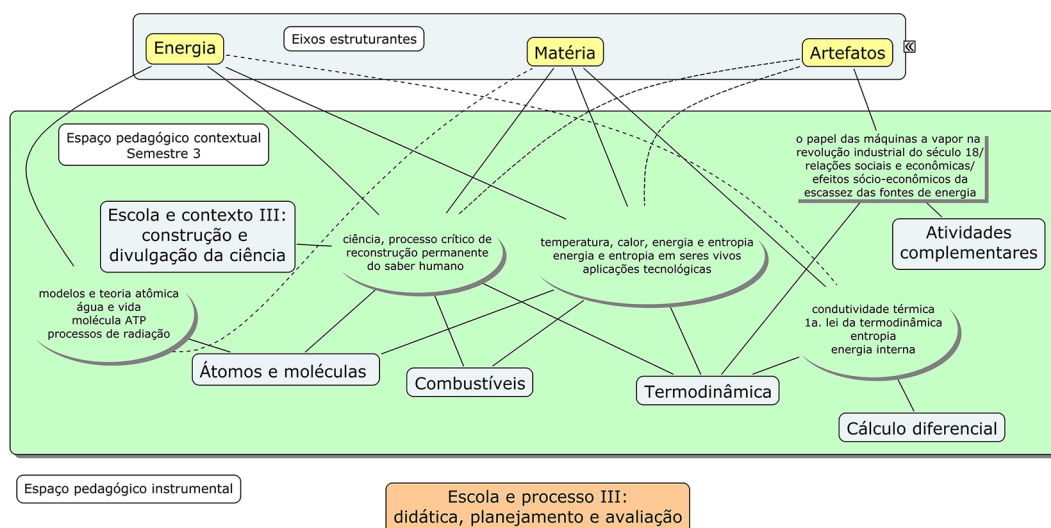 Energia
Eixos estruturantes
Matéria
Artefatos
Espaço pedagógico contextual
Semestre 3
o papel das máquinas a vapor na
revolução industrial do século 18/
relações sociais e econômicas/
efeitos sócio-econômicos da
escassez das fontes de energia
Escola e contexto III:
construção e
divulgação da ciência
ciência, processo crítico de
reconstrução permanente
do saber humano
temperatura, calor, energia e entropia
energia e entropia em seres vivos
aplicações tecnológicas
Atividades
complementares
modelos e teoria atômica
água e vida
molécula ATP
processos de radiação
condutividade térmica
1a. lei da termodinâmica
entropia
energia interna
Átomos e moléculas
Combustíveis
Termodinâmica
Cálculo diferencial
Espaço pedagógico instrumental
Escola e processo III:
didática, planejamento e avaliação